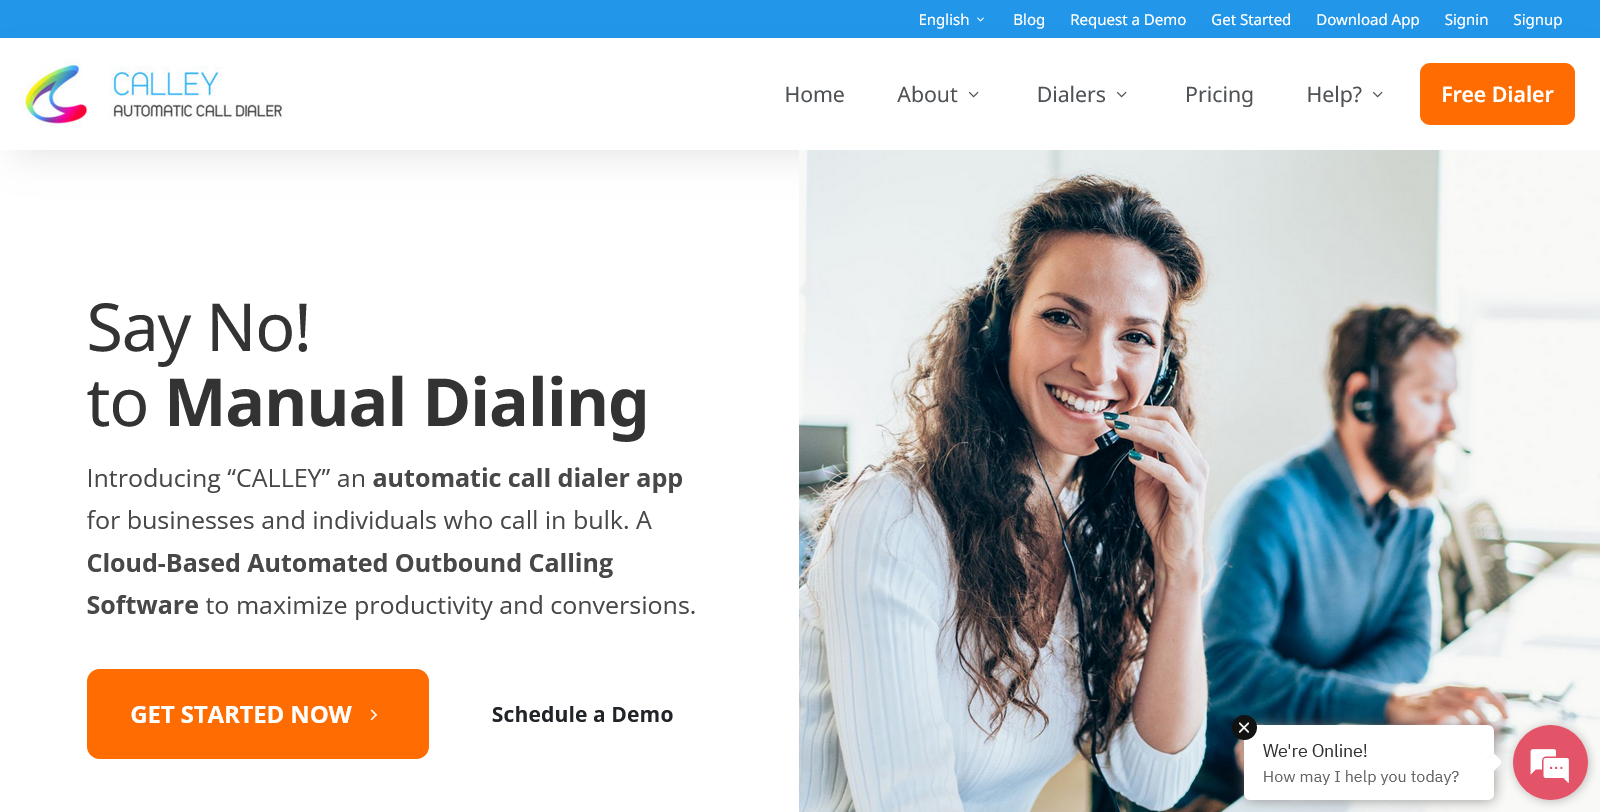 English Blog Request a Demo Get Started Download App Signin Signup
CALLEY
AUTOMATIC CALL DIALER
Home About Dialers Pricing Help? Free Dialer
Say No!
to Manual Dialing
Introducing “CALLEY” an automatic call dialer app
for businesses and individuals who call in bulk. A
Cloud-Based Automated Outbound Calling
Software to maximize productivity and conversions.
GET STARTED NOW
Schedule a Demo
We're Online!
How may I help you today?